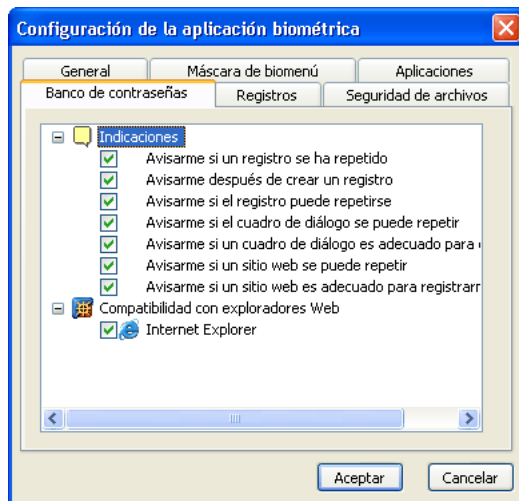 Configuración de la aplicación biométrica
General Máscara de biomenú Aplicaciones
Banco de contraseñas Registros Seguridad de archivos
Indicaciones
Avisarme si un registro se ha repetido
Avisarme después de crear un registro
Avisarme si el registro puede repetirse
Avisarme si el cuadro de diálogo se puede repetir
Avisarme si un cuadro de diálogo es adecuado para
Avisarme si un sitio web se puede repetir
Avisarme si un sitio web es adecuado para
Compatibilidad con exploradores Web
Internet Explorer
Aceptar Cancelar